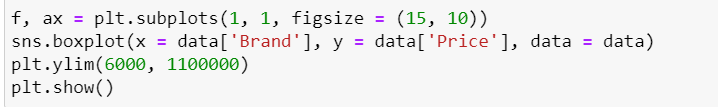 f, ax = plt.subplots(1, 1, figsize = (15, 10))
sns.boxplot(x = data['Brand'], y = data['Price'], data = data)
plt.ylim(6000, 1100000)
plt.show()